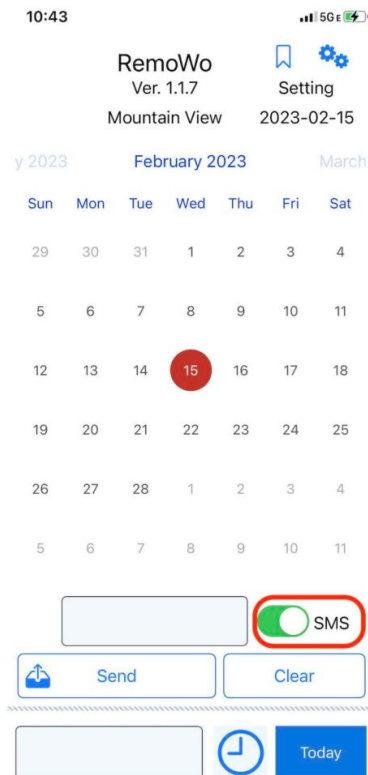 10:43 5G E
RemoWo
Ver. 1.1.7 Setting
Mountain View 2023-02-15
y 2023 February 2023 March
Sun Mon Tue Wed Thu Fri Sat
29 30 31 1 2 3 4
5 6 7 8 9 10 11
12 13 14 15 16 17 18
19 20 21 22 23 24 25
26 27 28 1 2 3 4
5 6 7 8 9 10 11
SMS
Send Clear
Today